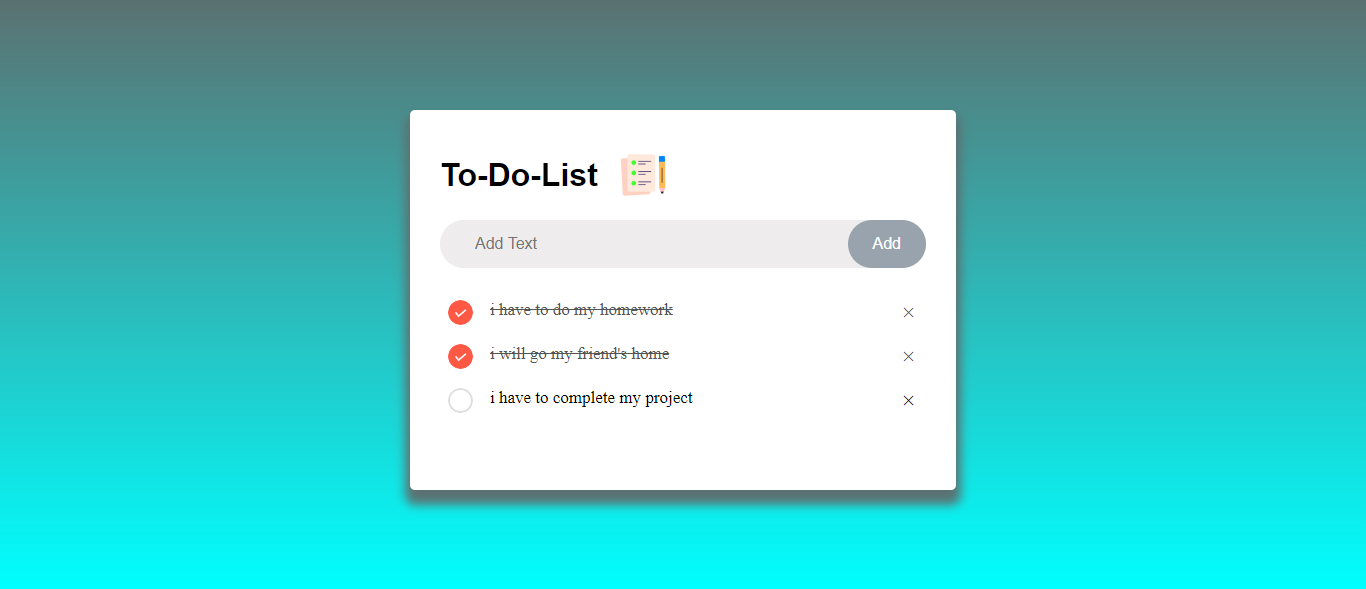 To-Do-List
Add Text
Add
i have to do my homework
i will go my friend's home
i have to complete my project